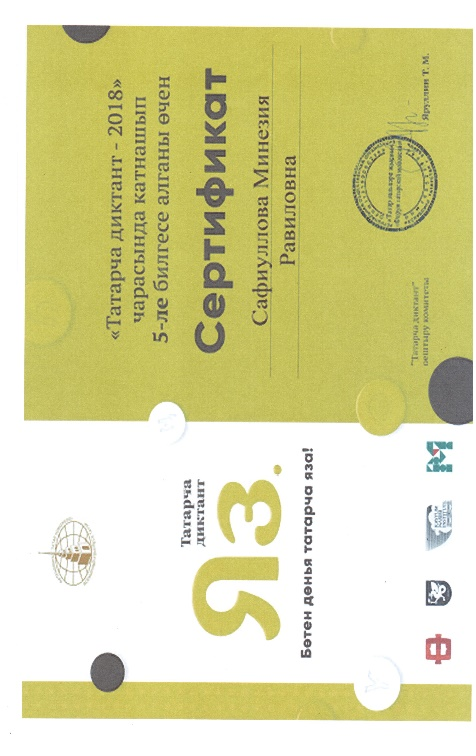 Татарча
диктант
ЯЗ.
Бөтен дөнья татарча яза!
«Татарча диктант - 2018»
чарасында катнашып
5-ле билгесе алганы өчен
Сертификат
Сафиуллова Минезия
Равиловна
"Татарча диктант"
оештыру комитеты
Яруллин Т. М.